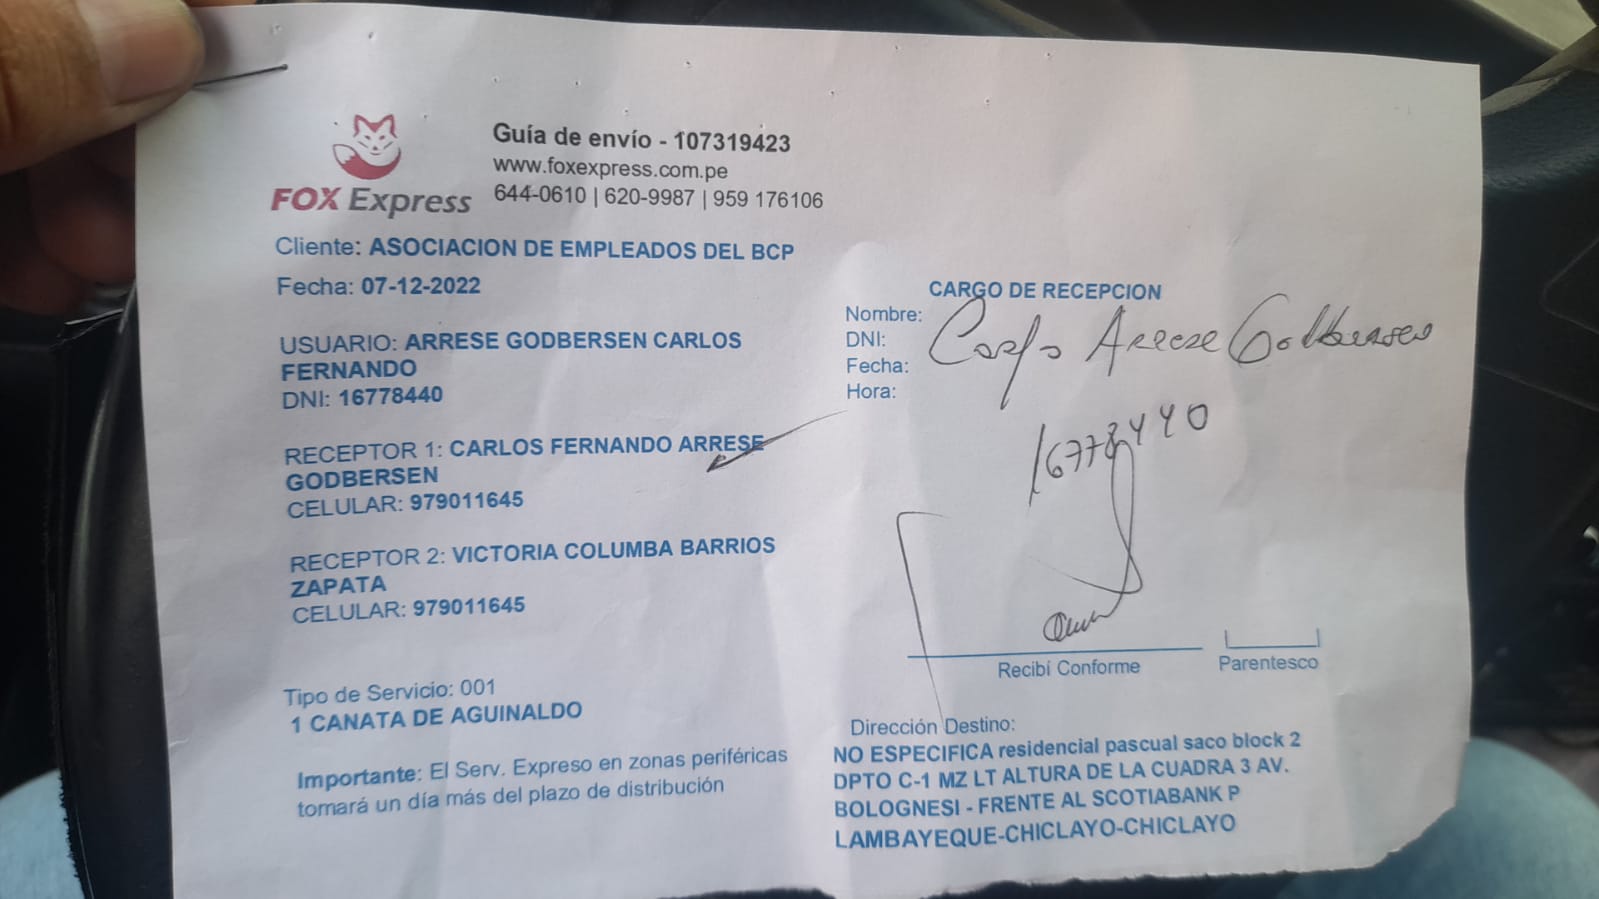 FOX Express
Guía de envío - 107319423
www.foxexpress.com.pe
644-0610 | 620-9987 | 959 176106
Cliente: ASOCIACION DE EMPLEADOS DEL BCP
Fecha: 07-12-2022
USUARIO: ARRESE GODBERSEN CARLOS
FERNANDO
DNI: 16778440
RECEPTOR 1: CARLOS FERNANDO ARRESE
GODBERSEN
CELULAR: 979011645
RECEPTOR 2: VICTORIA COLUMBA BARRIOS
ZAPATA
CELULAR: 979011645
Tipo de Servicio: 001
1 CANATA DE AGUINALDO
Importante: El Serv. Expreso en zonas periféricas
tomará un día más del plazo de distribución
CARGO DE RECEPCION
Nombre:
DNI:
Fecha:
Hora:
Carlos Arrese Godbersen
16778440
Recibí Conforme
Parentesco
Dirección Destino:
NO ESPECIFICA residencial pascual saco block 2
DPTO C-1 MZ LT ALTURA DE LA CUADRA 3 AV.
BOLOGNESI - FRENTE AL SCOTIABANK P
LAMBAYEQUE-CHICLAYO-CHICLAYO